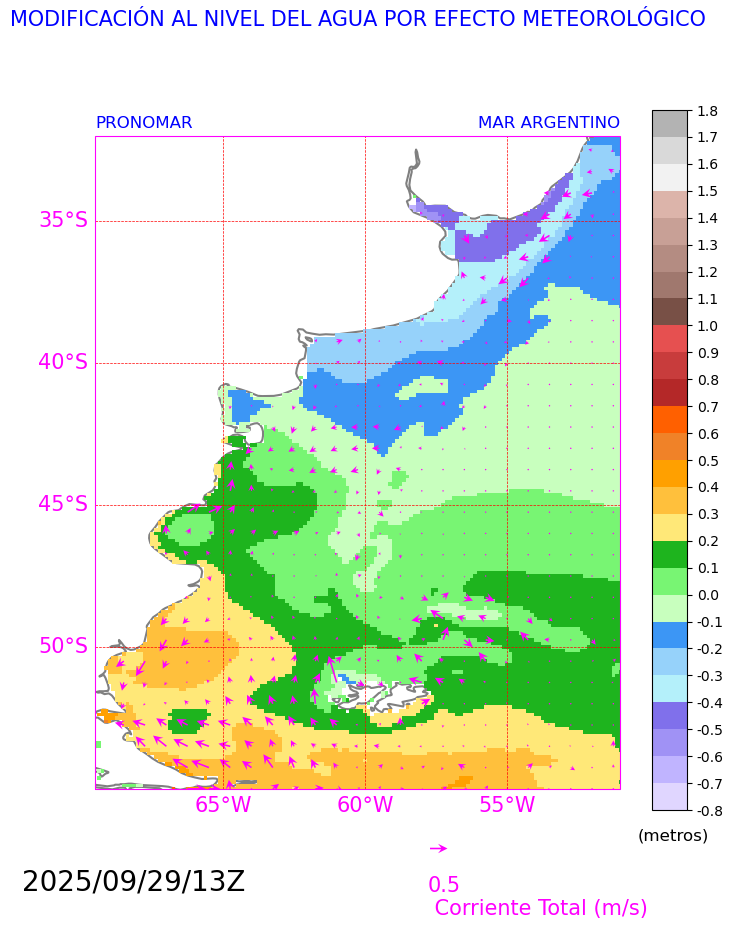 MODIFICACIÓN AL NIVEL DEL AGUA POR EFECTO METEOROLÓGICO
PRONOMAR MAR ARGENTINO
35°S
40°S
45°S
50°S
65°W 60°W 55°W
1.8
1.7
1.6
1.5
1.4
1.3
1.2
1.1
1.0
0.9
0.8
0.7
0.6
0.5
0.4
0.3
0.2
0.1
0.0
-0.1
-0.2
-0.3
-0.4
-0.5
-0.6
-0.7
-0.8
(metros)
2025/09/29/13Z
0.5
Corriente Total (m/s)